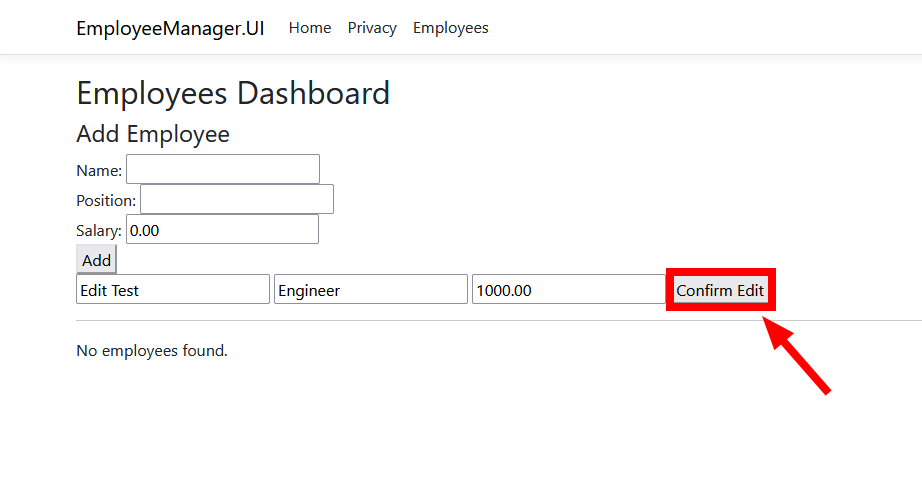 EmployeeManager.UI Home Privacy Employees
Employees Dashboard
Add Employee
Name:
Position:
Salary: 0.00
Add
Edit Test Engineer 1000.00 Confirm Edit
No employees found.